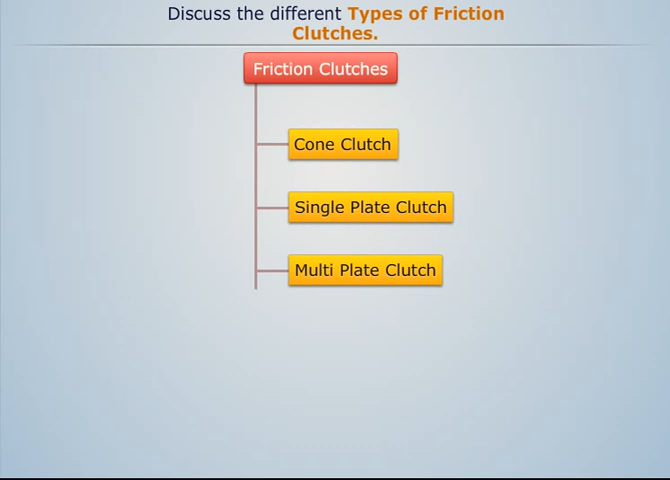 Discuss the different Types of Friction
Clutches.
Friction Clutches
Cone Clutch
Single Plate Clutch
Multi Plate Clutch